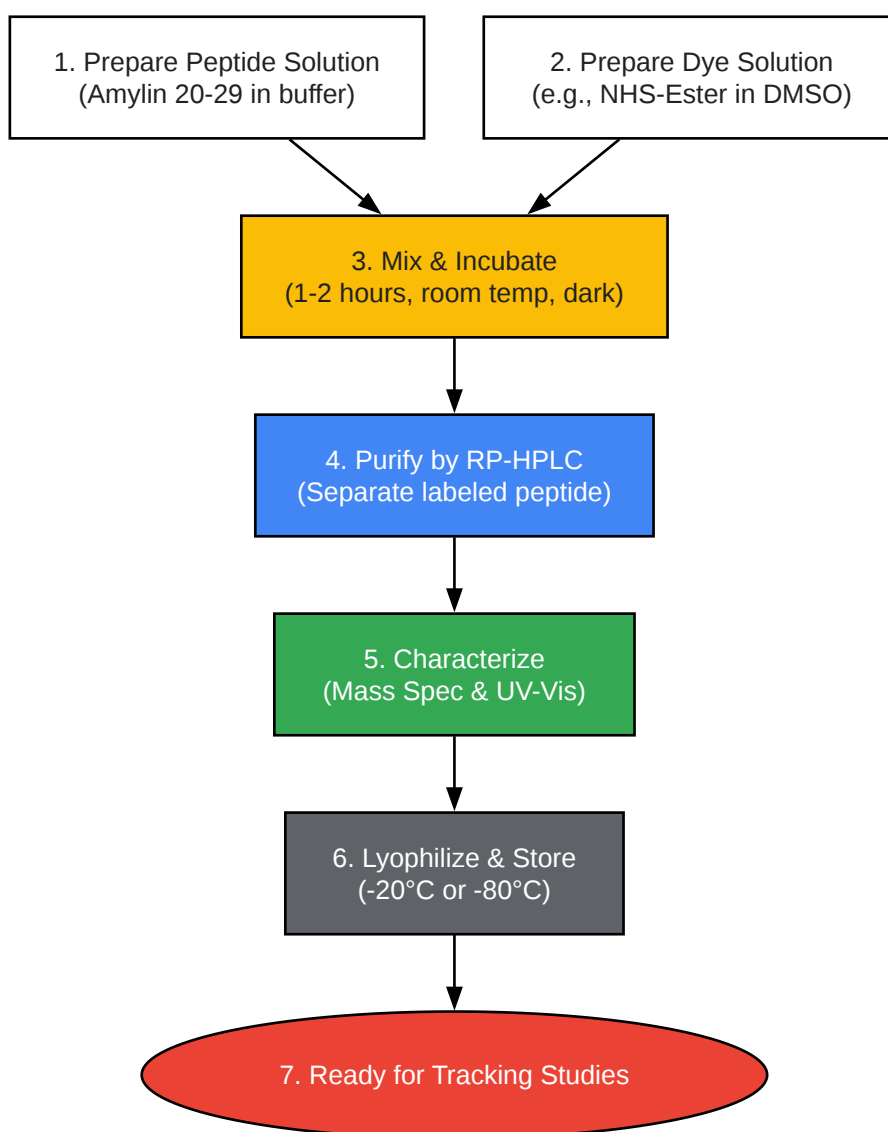 1. Prepare Peptide Solution
(Amylin 20-29 in buffer)
2. Prepare Dye Solution
(e.g., NHS-Ester in DMSO)
3. Mix & Incubate
(1-2 hours, room temp, dark)
4. Purify by RP-HPLC
(Separate labeled peptide)
5. Characterize
(Mass Spec & UV-Vis)
6. Lyophilize & Store
(-20°C or -80°C)
7. Ready for Tracking Studies